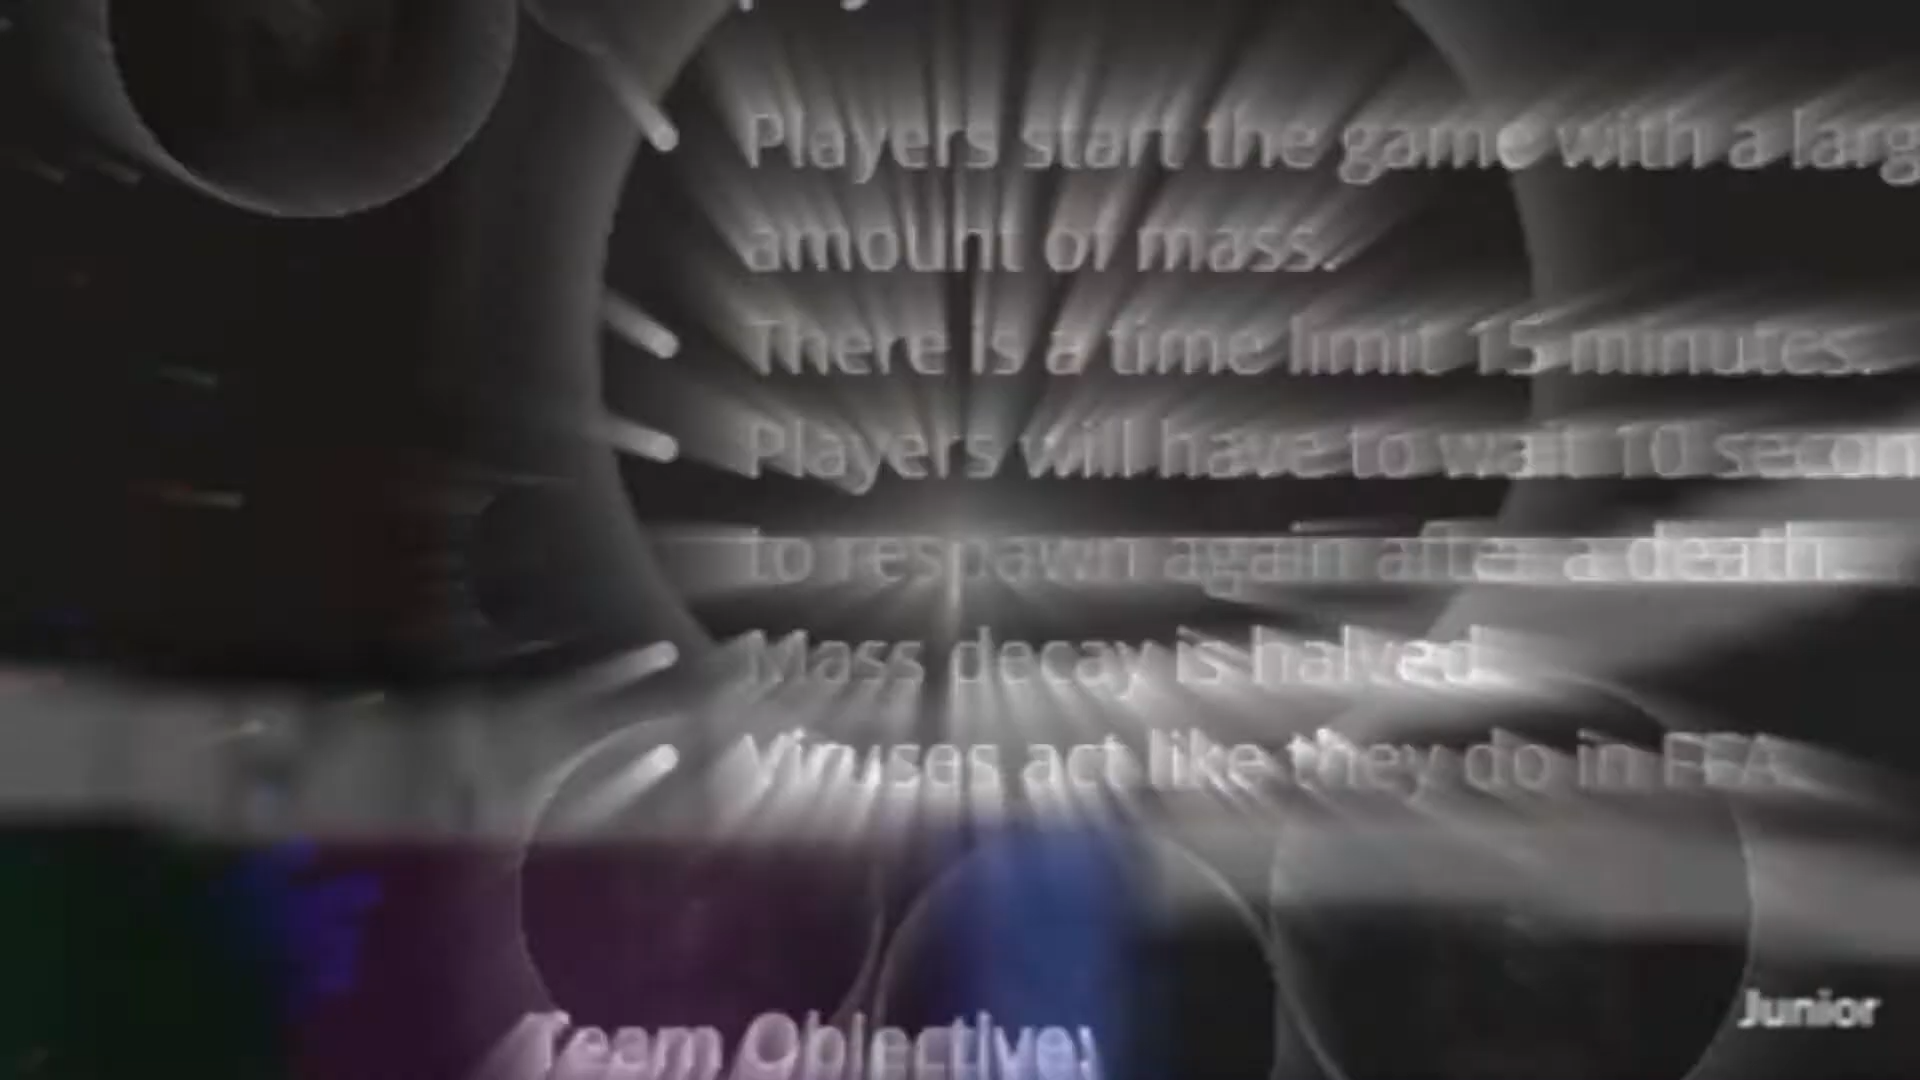 Players start the game with a larg
amount of mass.
There is a time limit 15 minutes.
Players will have to wait 10 secon
to respawn again after a death.
Mass decay is halved
Viruses act like they do in FFA
Team Objective:
Junior